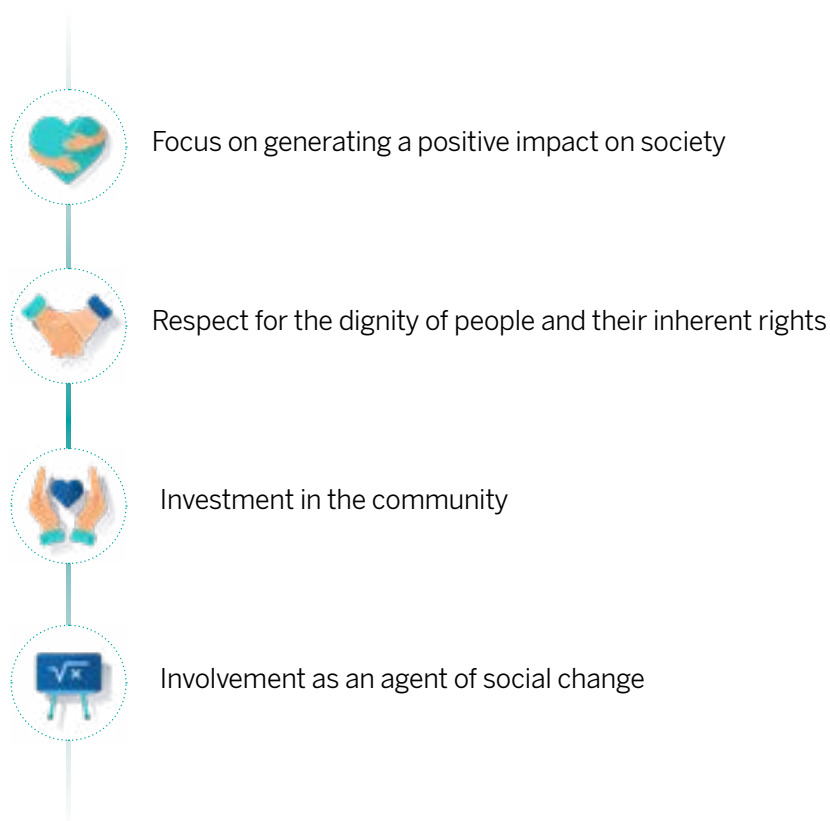 Focus on generating a positive impact on society
Respect for the dignity of people and their inherent rights
Investment in the community
√x
Involvement as an agent of social change